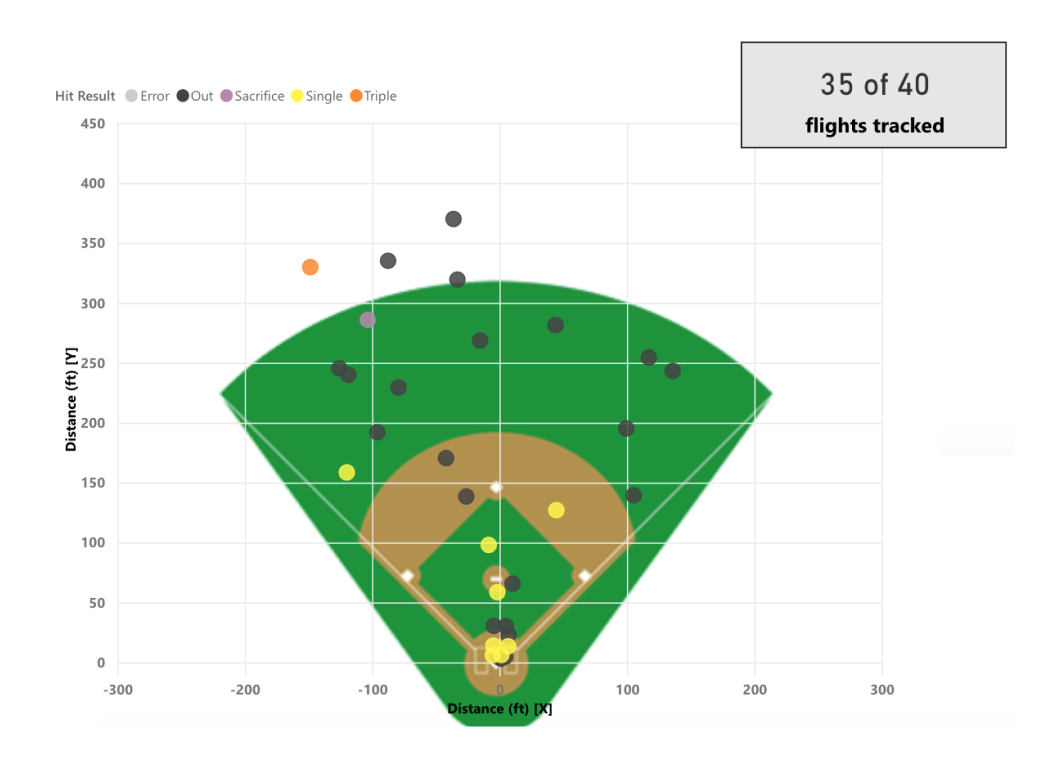 35 of 40
flights tracked
Hit Result Error Out Sacrifice Single Triple
450
400
350
300
250
200
150
100
50
0
Distance (ft) [Y]
-300 -200 -100 0 100 200 300
Distance (ft) [X]